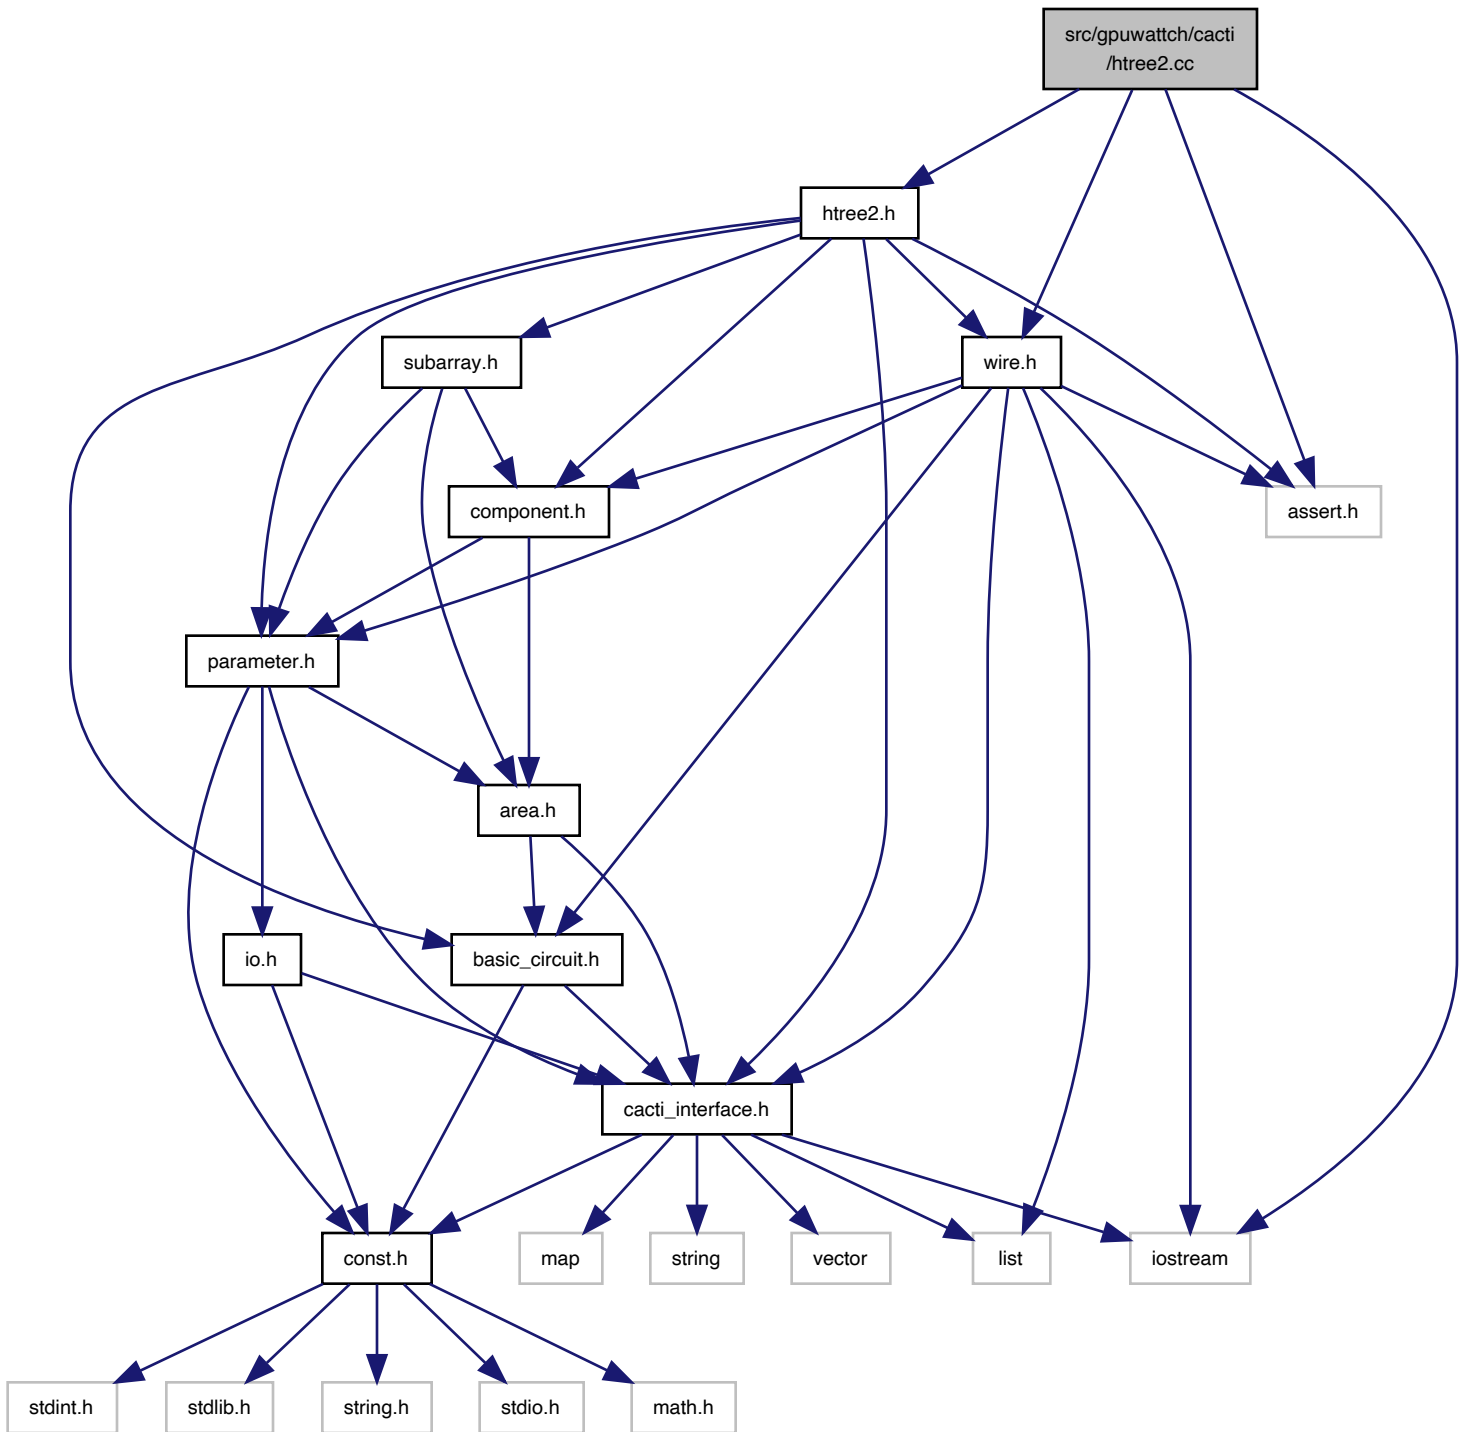 src/gpuwattch/cacti
/htree2.cc
htree2.h
subarray.h
wire.h
component.h
assert.h
parameter.h
area.h
io.h
basic_circuit.h
cacti_interface.h
const.h
map
string
vector
list
iostream
stdint.h
stdlib.h
string.h
stdio.h
math.h